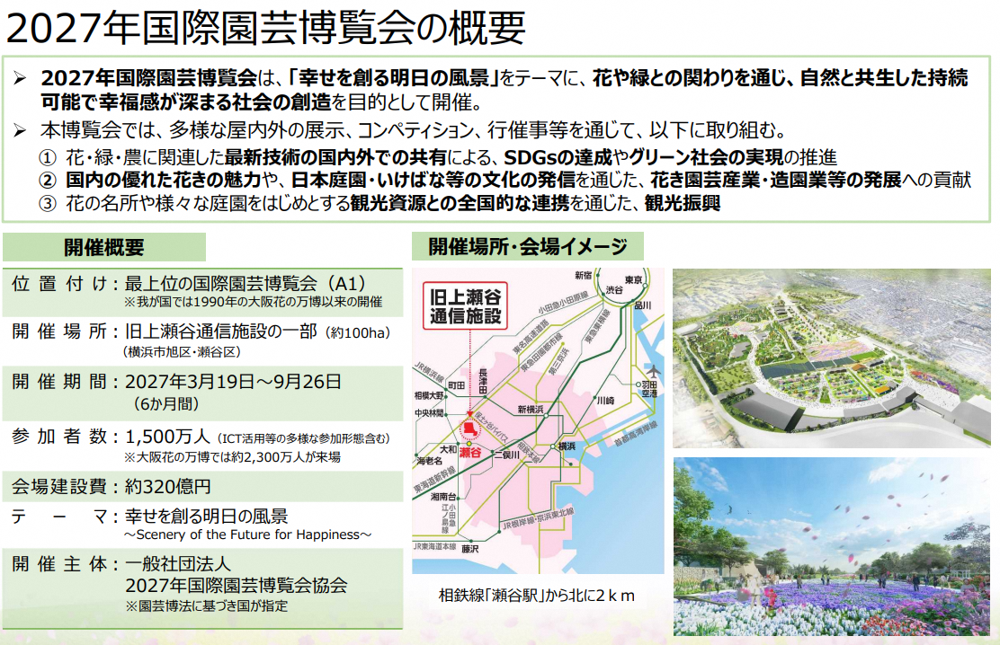 2027年国際園芸博覧会の概要
➢ 2027年国際園芸博覧会は、「幸せを創る明日の風景」をテーマに、花や緑との関わりを通じ、自然と共生した持続
可能で幸福感が深まる社会の創造を目的として開催。
➢ 本博覧会では、多様な屋内外の展示、コンペティション、行催事等を通じて、以下に取り組む。
① 花・緑・農に関連した最新技術の国内外での共有による、SDGsの達成やグリーン社会の実現の推進
② 国内の優れた花きの魅力や、日本庭園・いけばな等の文化の発信を通じた、花き園芸産業・造園業等の発展への貢献
③ 花の名所や様々な庭園をはじめとする観光資源との全国的な連携を通じた、観光振興
開催概要
位置付け：最上位の国際園芸博覧会（A1）
※我が国では1990年の大阪花の万博以来の開催
開催場所：旧上瀬谷通信施設の一部（約100ha）
（横浜市旭区・瀬谷区）
開催期間：2027年3月19日～9月26日
（6か月間）
参加者数：1,500万人（ICT活用等の多様な参加形態含む）
※大阪花の万博では約2,300万人が来場
会場建設費：約320億円
テーマ：幸せを創る明日の風景
～Scenery of the Future for Happiness～
開催主体：一般社団法人
2027年国際園芸博覧会協会
※園芸博法に基づき国が指定
開催場所・会場イメージ
旧上瀬谷
通信施設
新宿
東京
渋谷
品川
小田急小田原線
東名高速道路
東急田園都市線
東急東横線
第三京浜
JR横浜線
長津田
町田
相模大野
中央林間
新横浜
川崎
羽田
空港
保土ヶ谷バイパス
大和
瀬谷
海老名
二俣川
相鉄本線
横浜
首都高湾岸線
東海道新幹線
湘南台
小田急
江ノ島線
JR根岸線・京浜東北線
JR東海道本線
藤沢
相鉄線「瀬谷駅」から北に2ｋｍ